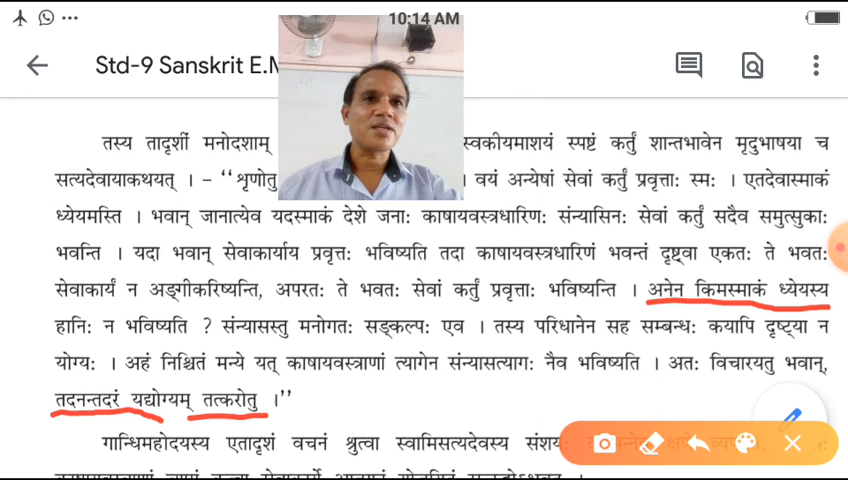 10:14 AM
Std-9 Sanskrit E.M
तस्य तादृशीं मनोदशाम् स्वकीयमाशयं स्पष्टं कर्तुं शान्तभावेन मृदुभाषया च
सत्यदेवायाकथयत् । – ‘‘शृणोतु । वयं अन्येषां सेवां कर्तुं प्रवृत्ताः स्मः । एतदेवास्माकं
ध्येयमस्ति । भवान् जानात्येव यदस्माकं देशे जनाः काषायवस्त्रधारिणः संन्यासिनः सेवां कर्तुं सदैव समुत्सुकाः
भवन्ति । यदा भवान् सेवाकार्याय प्रवृत्तः भविष्यति तदा काषायवस्त्रधारिणं भवन्तं दृष्ट्वा एकतः ते भवतः
सेवाकार्यं न अङ्गीकरिष्यन्ति, अपरतः ते भवतः सेवां कर्तुं प्रवृत्ताः भविष्यन्ति । अनेन किमस्माकं ध्येयस्य
हानिः न भविष्यति ? संन्यासस्तु मनोगतः सङ्कल्पः एव । तस्य परिधानेन सह सम्बन्धः कयापि दृष्ट्या न
योग्यः । अहं निश्चितं मन्ये यत् काषायवस्त्राणां त्यागेन संन्यासत्यागः नैव भविष्यति । अतः विचारयतु भवान्,
तदनन्तदरं यद्योग्यम् तत्करोतु ।’’
गान्धिमहोदयस्य एतादृशं वचनं श्रुत्वा स्वामिसत्यदेवस्य संशयः